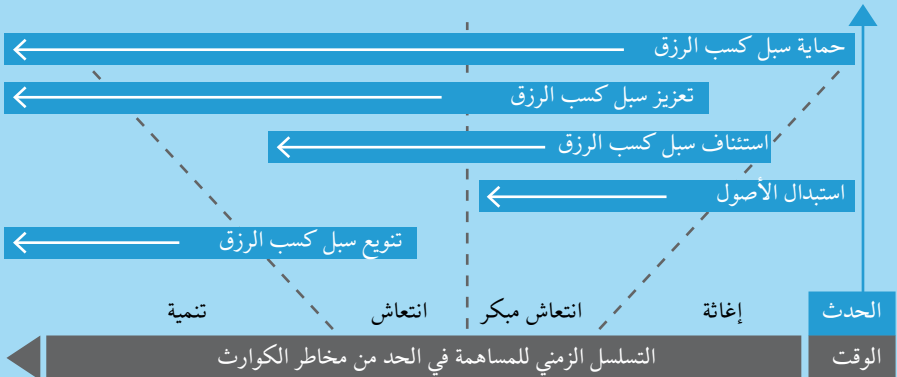 حماية سبل كسب الرزق
تعزيز سبل كسب الرزق
استئناف سبل كسب الرزق
استبدال الأصول
تنويع سبل كسب الرزق
الحدث
إغاثة
انتعاش مبكر
انتعاش
تنمية
الوقت
التسلسل الزمني للمساهمة في الحد من مخاطر الكوارث